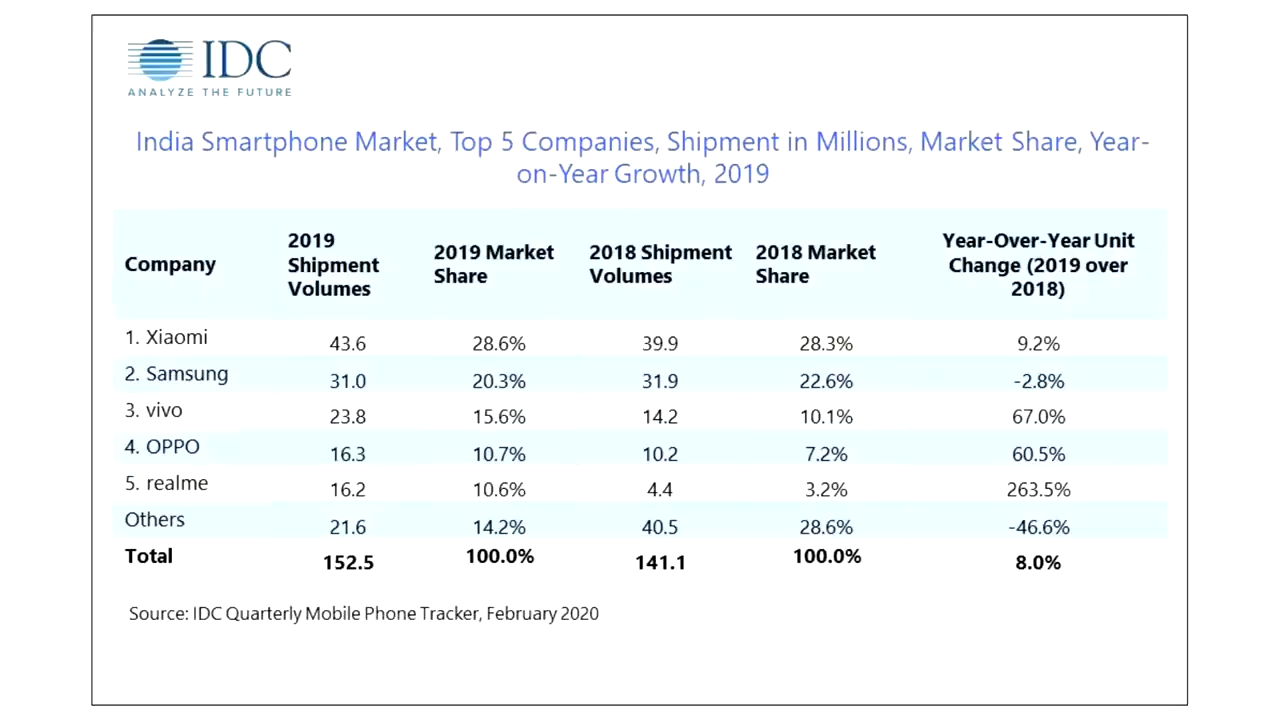 IDC
ANALYZE THE FUTURE
India Smartphone Market, Top 5 Companies, Shipment in Millions, Market Share, Year-
on-Year Growth, 2019
Company 2019 Shipment Volumes 2019 Market Share 2018 Shipment Volumes 2018 Market Share Year-Over-Year Unit Change (2019 over 2018)
1. Xiaomi 43.6 28.6% 39.9 28.3% 9.2%
2. Samsung 31.0 20.3% 31.9 22.6% -2.8%
3. vivo 23.8 15.6% 14.2 10.1% 67.0%
4. OPPO 16.3 10.7% 10.2 7.2% 60.5%
5. realme 16.2 10.6% 4.4 3.2% 263.5%
Others 21.6 14.2% 40.5 28.6% -46.6%
Total 152.5 100.0% 141.1 100.0% 8.0%
Source: IDC Quarterly Mobile Phone Tracker, February 2020